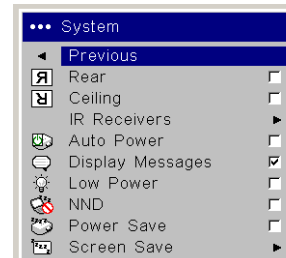 ••• System
Previous
Rear
Ceiling
IR Receivers
Auto Power
Display Messages
Low Power
NND
Power Save
Screen Save